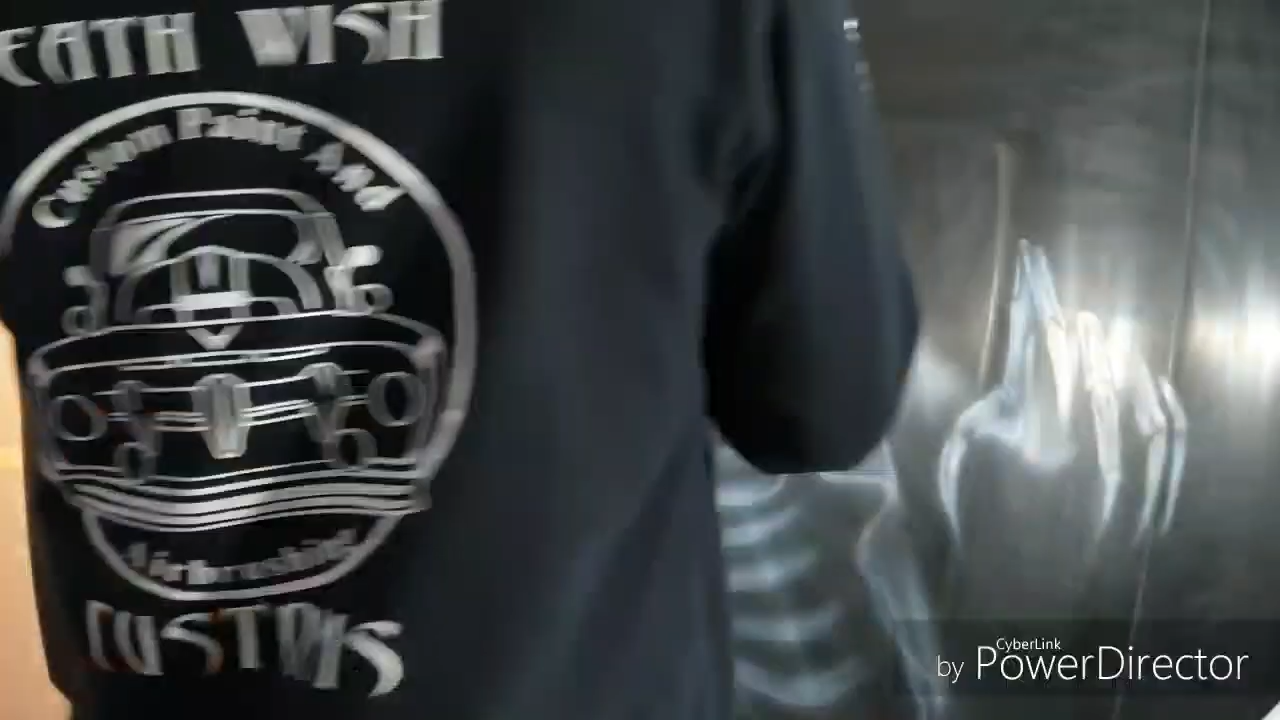 EATH WISH
Custom Paint And
Airbrushing
CUSTOMS
CyberLink
by PowerDirector